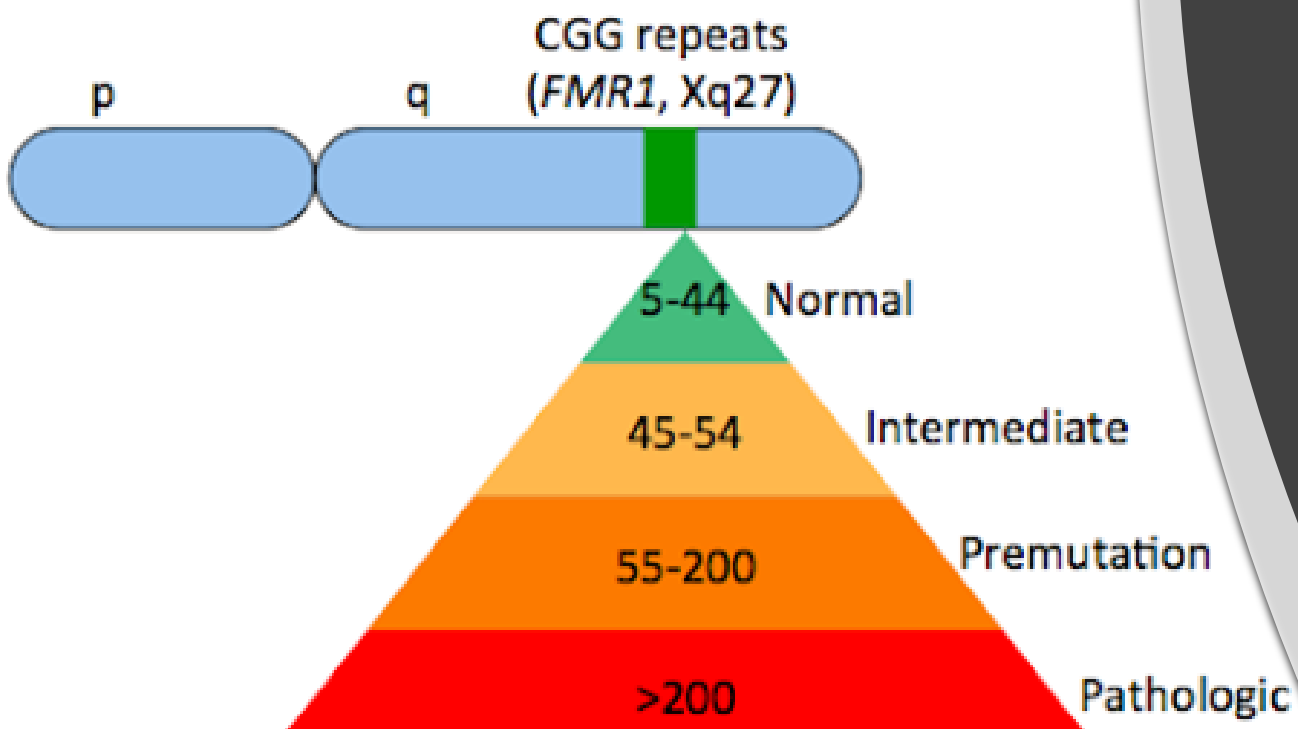 CGG repeats
p q (FMR1, Xq27)
5-44 Normal
45-54 Intermediate
55-200 Premutation
>200 Pathologic